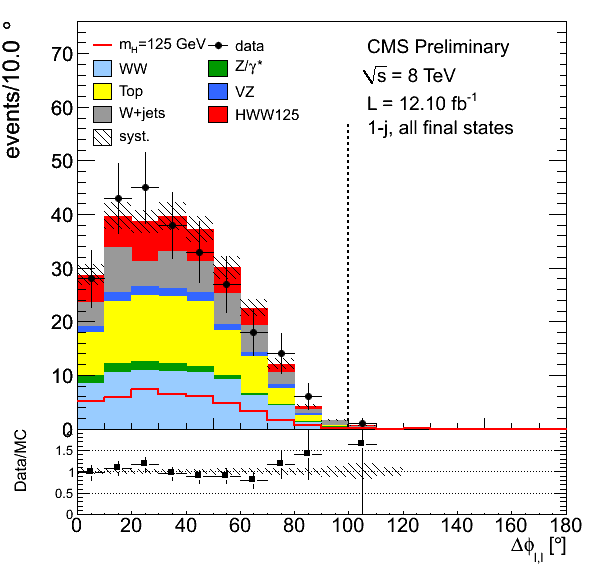 events/10.0 °
m_H=125 GeV
data
WW
Z/γ*
Top
VZ
W+jets
HWW125
syst.
CMS Preliminary
√s = 8 TeV
L = 12.10 fb⁻¹
1-j, all final states
70
60
50
40
30
20
10
0
Data/MC
2
1.5
1
0.5
0
0 20 40 60 80 100 120 140 160 180
Δϕ_l,l [°]